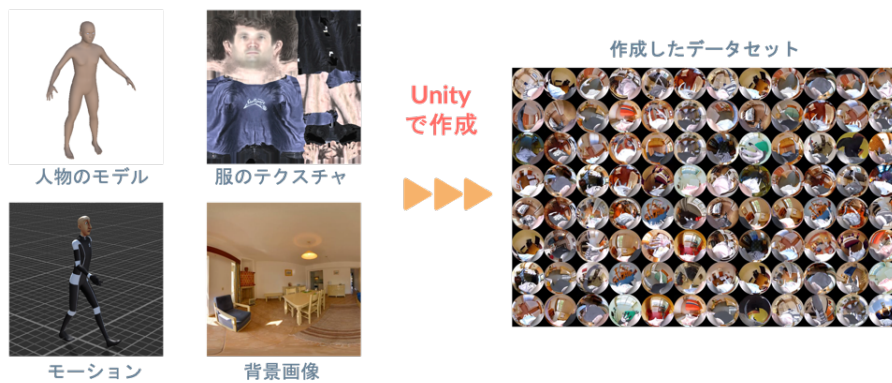 人物のモデル
服のテクスチャ
モーション
背景画像
Unity
で作成
作成したデータセット